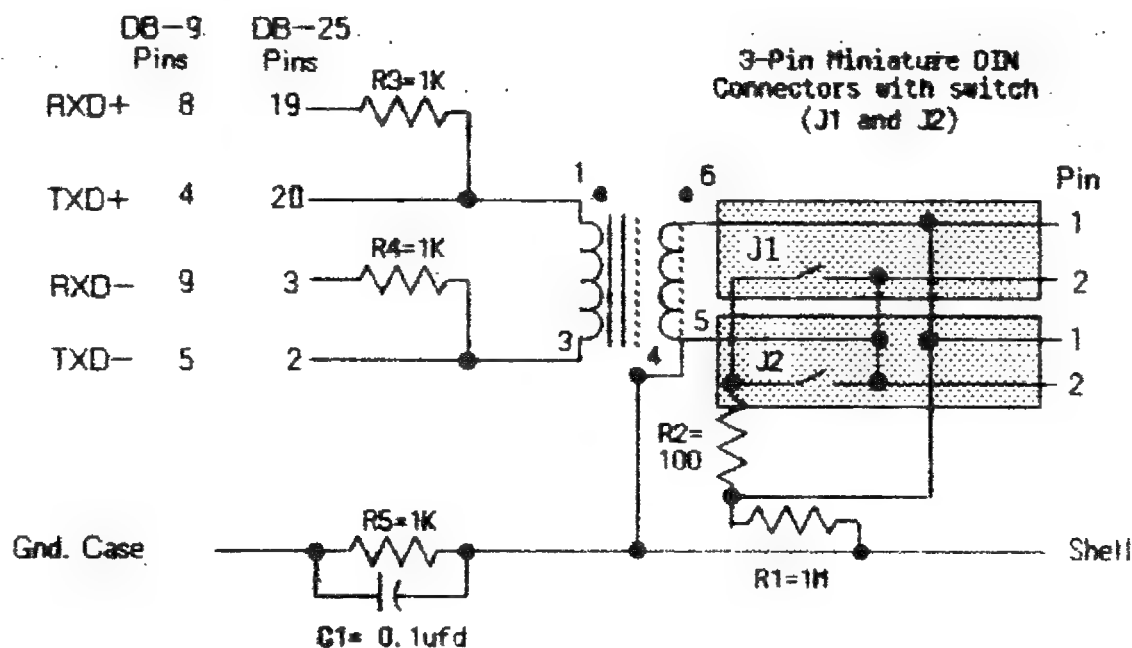 DB-9 DB-25
Pins Pins
3-Pin Miniature DIN
Connectors with switch
(J1 and J2)
R3=1K
RXD+ 8 19
1 6 Pin
TXD+ 4 20
1
R4=1K J1
RXD- 9 3 2
3 5 1
TXD- 5 2 4 J2
2
R2=
100
R5=1K
Gnd. Case Shell
R1=1M
C1= 0.1ufd